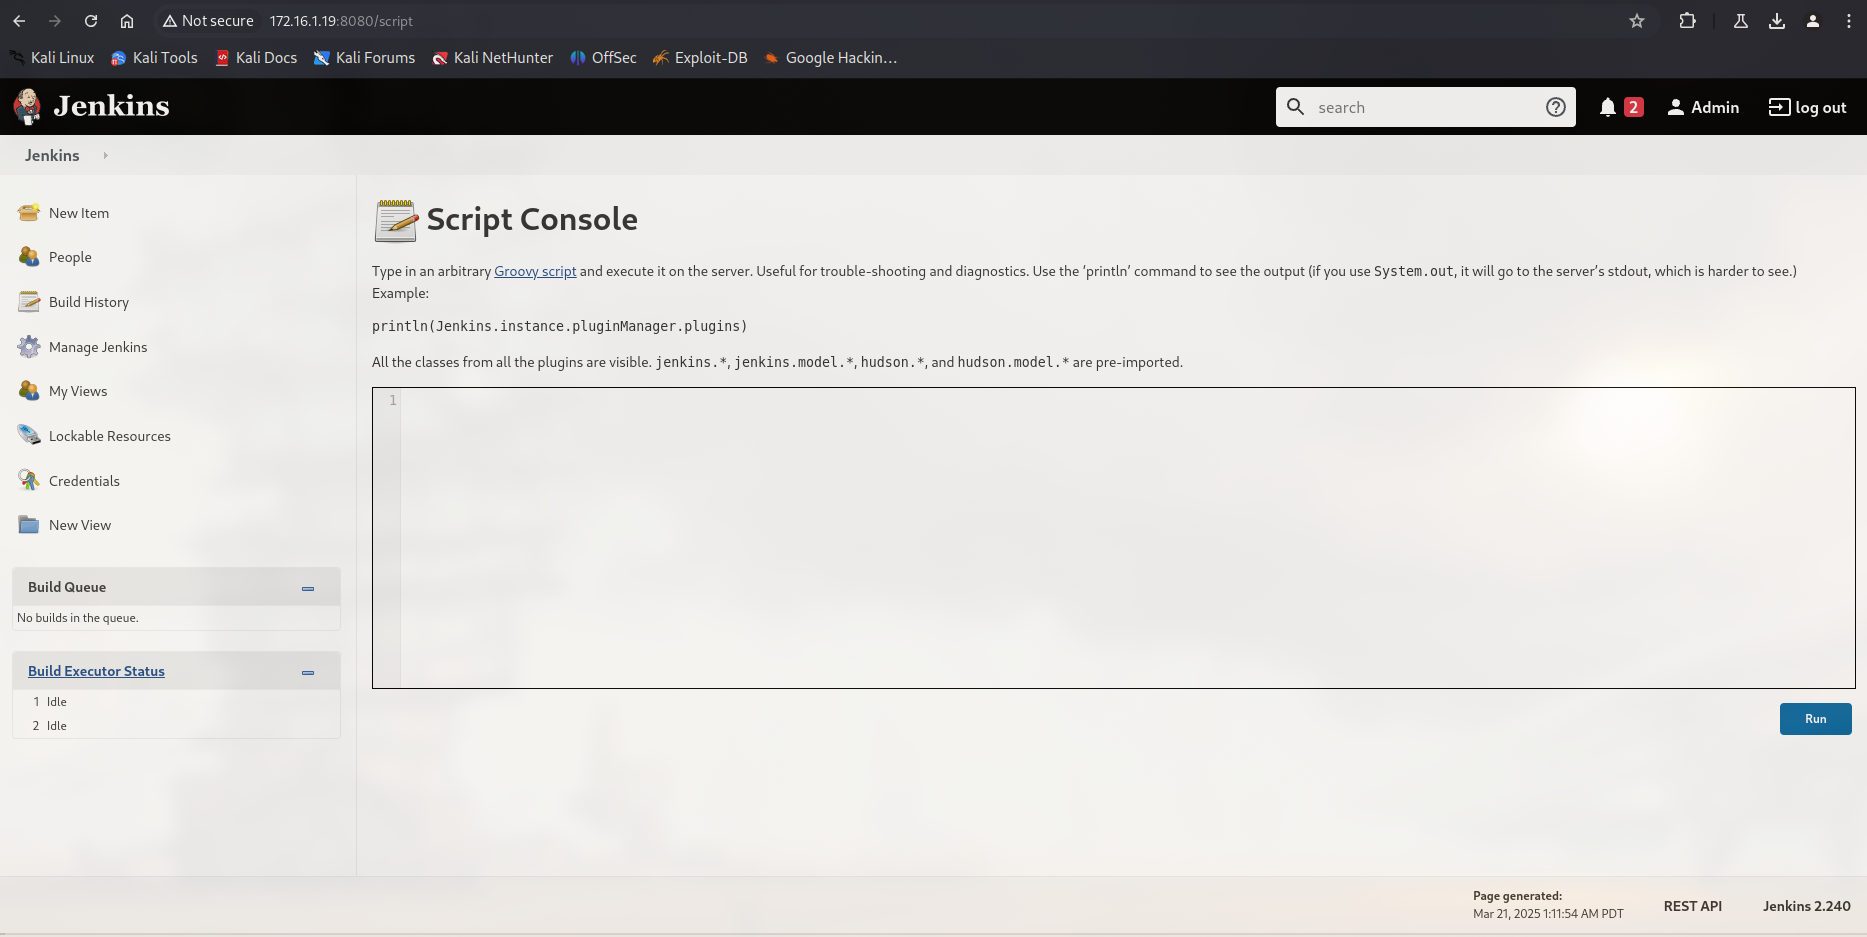 Not secure 172.16.1.19:8080/script
Kali Linux Kali Tools Kali Docs Kali Forums Kali NetHunter OffSec Exploit-DB Google Hackin…
Jenkins search 2 Admin log out
Jenkins
New Item
People
Build History
Manage Jenkins
My Views
Lockable Resources
Credentials
New View
Build Queue
No builds in the queue.
Build Executor Status
1 Idle
2 Idle
Script Console
Type in an arbitrary Groovy script and execute it on the server. Useful for trouble-shooting and diagnostics. Use the ‘println’ command to see the output (if you use System.out, it will go to the server’s stdout, which is harder to see.)
Example:
println(Jenkins.instance.pluginManager.plugins)
All the classes from all the plugins are visible. jenkins.*, jenkins.model.*, hudson.*, and hudson.model.* are pre-imported.
1
Run
Page generated:
Mar 21, 2025 1:11:54 AM PDT
REST API
Jenkins 2.240